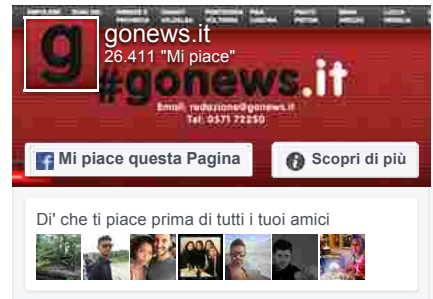 gonews.it
26.411 "Mi piace"
g
#gonews.it
Email: redazione@gonews.it
Tel: 0571 72250
Mi piace questa Pagina
Scopri di più
Di' che ti piace prima di tutti i tuoi amici